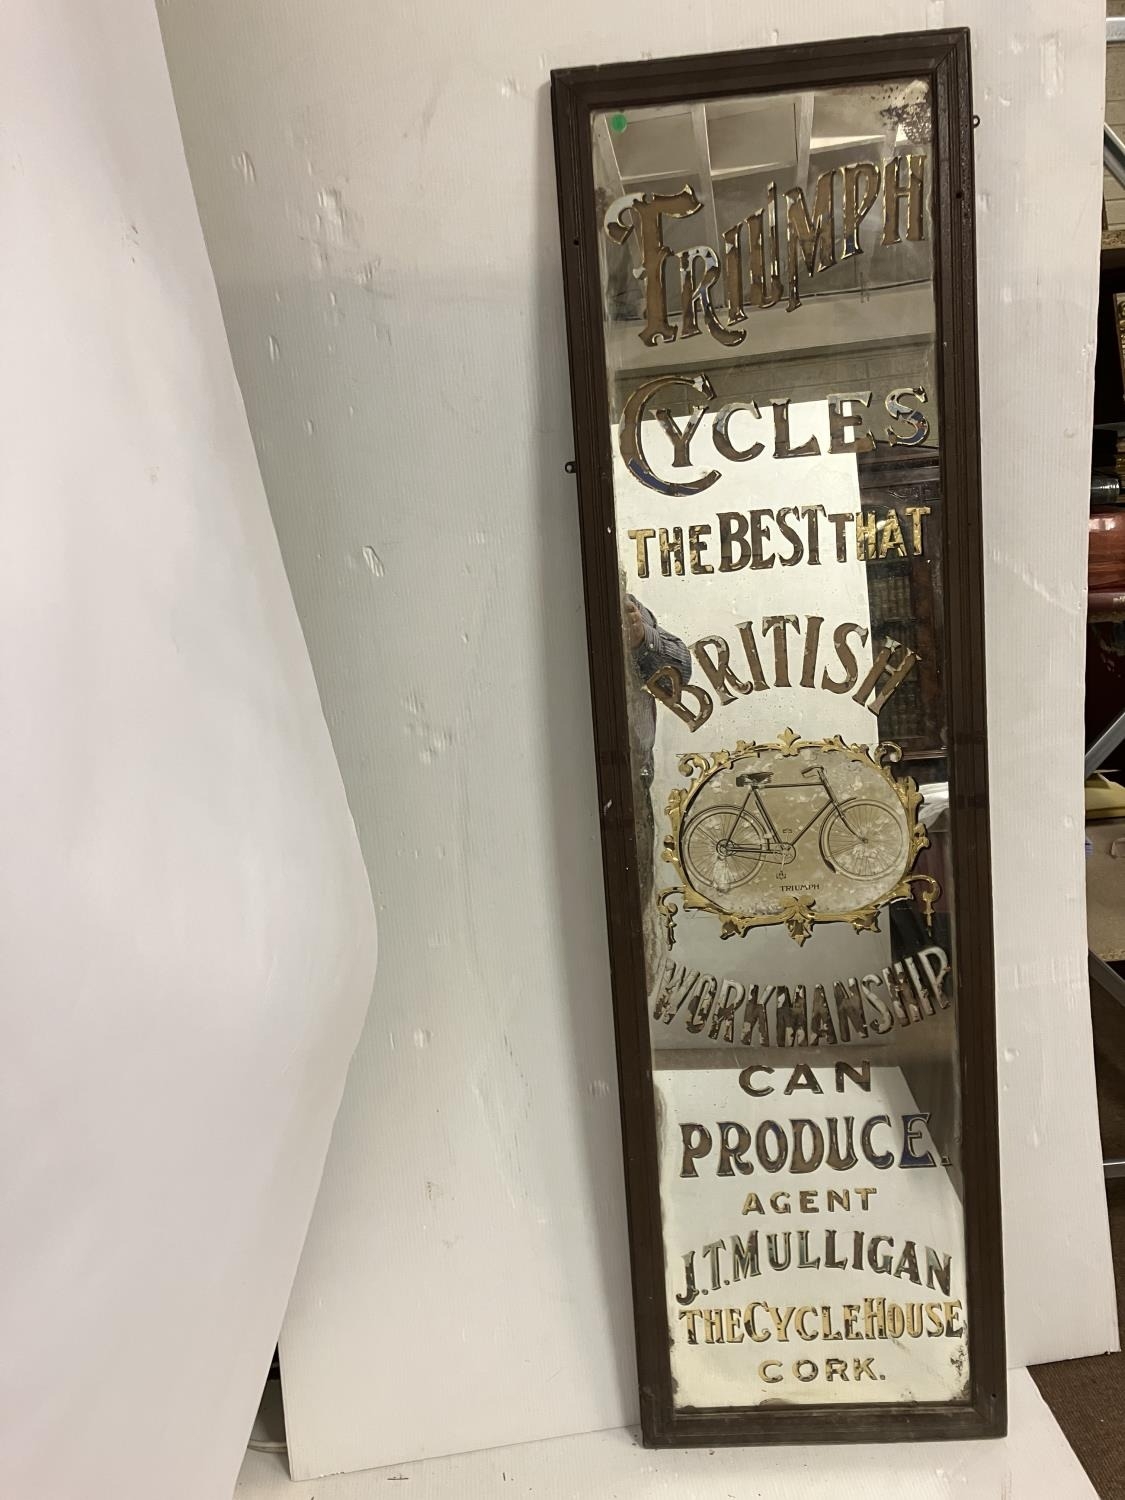 TRIUMPH
CYCLES
THE BEST THAT
BRITISH
TRIUMPH
WORKMANSHIP
CAN
PRODUCE.
AGENT
J.T. MULLIGAN
THE CYCLE HOUSE
CORK.